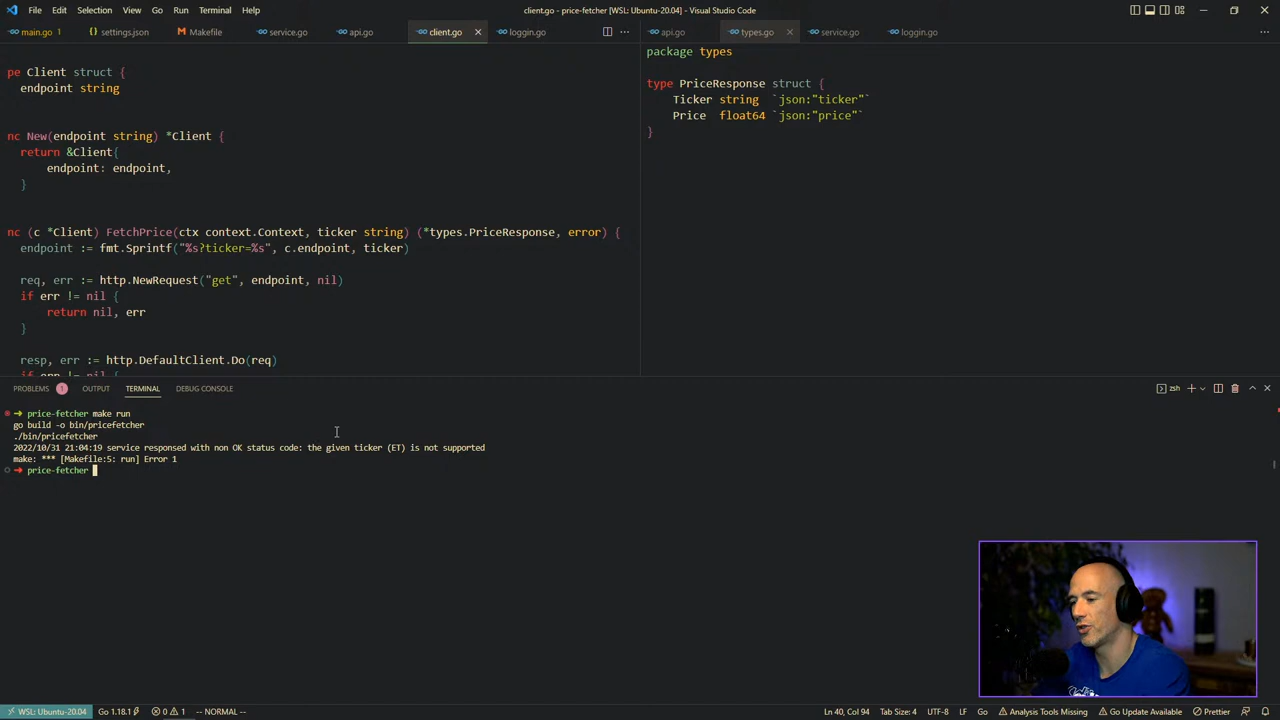 File Edit Selection View Go Run Terminal Help
client.go - price-fetcher [WSL: Ubuntu-20.04] - Visual Studio Code
main.go 1 settings.json Makefile service.go api.go client.go loggin.go
api.go types.go service.go loggin.go
pe Client struct {
endpoint string
nc New(endpoint string) *Client {
return &Client{
endpoint: endpoint,
}
nc (c *Client) FetchPrice(ctx context.Context, ticker string) (*types.PriceResponse, error) {
endpoint := fmt.Sprintf("%s?ticker=%s", c.endpoint, ticker)
req, err := http.NewRequest("get", endpoint, nil)
if err != nil {
return nil, err
}
resp, err := http.DefaultClient.Do(req)
if err != nil {
package types
type PriceResponse struct {
Ticker string `json:"ticker"`
Price float64 `json:"price"`
}
PROBLEMS 1 OUTPUT TERMINAL DEBUG CONSOLE
zsh
price-fetcher make run
go build -o bin/pricefetcher
./bin/pricefetcher
2022/10/31 21:04:19 service responsed with non OK status code: the given ticker (ET) is not supported
make: *** [Makefile:5: run] Error 1
price-fetcher
WSL: Ubuntu-20.04 Go 1.18.1 0 1 -- NORMAL --
Ln 40, Col 94 Tab Size: 4 UTF-8 LF Go Analysis Tools Missing Go Update Available Prettier